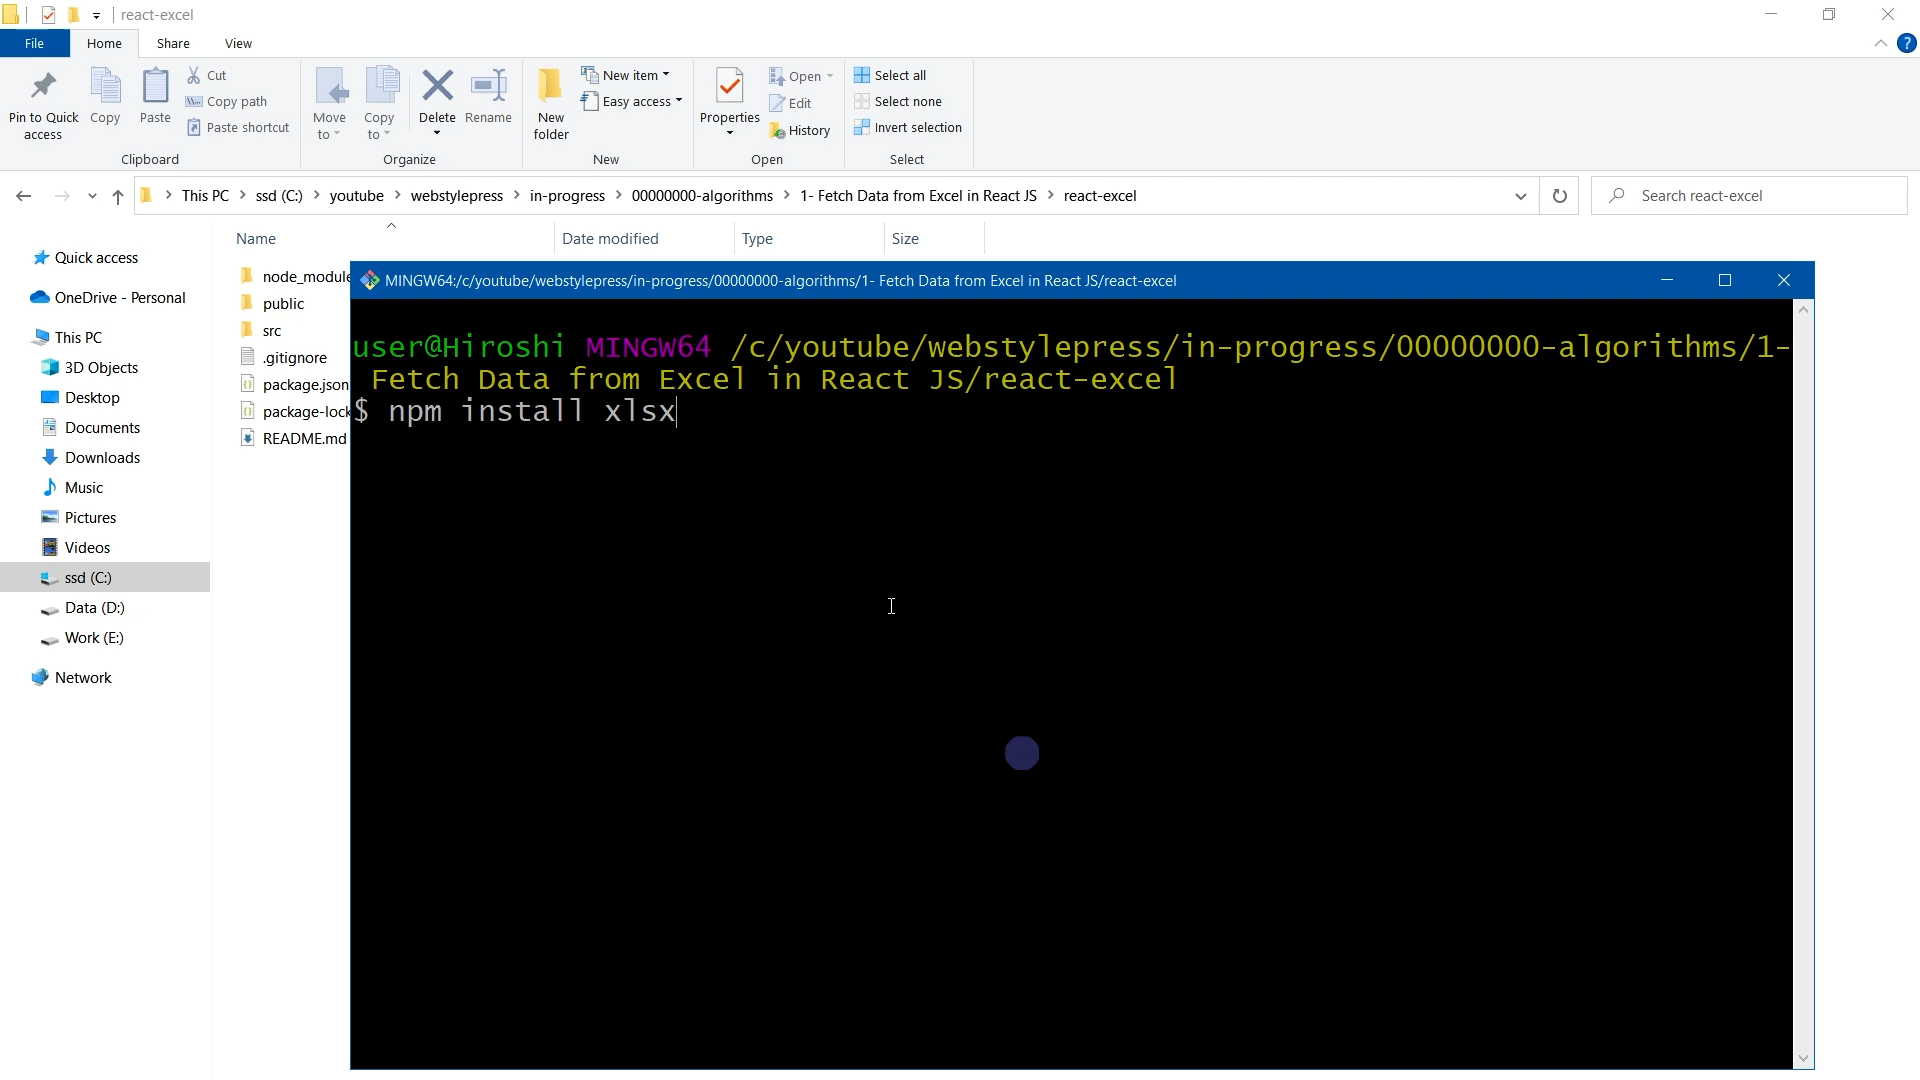 react-excel
File Home Share View
Pin to Quick access
Copy
Paste
Cut
Copy path
Paste shortcut
Clipboard
Move to
Copy to
Delete
Rename
Organize
New folder
New item
Easy access
New
Properties
Open
Edit
History
Open
Select all
Select none
Invert selection
Select
This PC > ssd (C:) > youtube > webstylepress > in-progress > 00000000-algorithms > 1- Fetch Data from Excel in React JS > react-excel
Search react-excel
Name Date modified Type Size
Quick access
OneDrive - Personal
This PC
3D Objects
Desktop
Documents
Downloads
Music
Pictures
Videos
ssd (C:)
Data (D:)
Work (E:)
Network
node_module
public
src
.gitignore
package.json
package-lock
README.md
MINGW64:/c/youtube/webstylepress/in-progress/00000000-algorithms/1- Fetch Data from Excel in React JS/react-excel
user@Hiroshi MINGW64 /c/youtube/webstylepress/in-progress/00000000-algorithms/1-
Fetch Data from Excel in React JS/react-excel
$ npm install xlsx